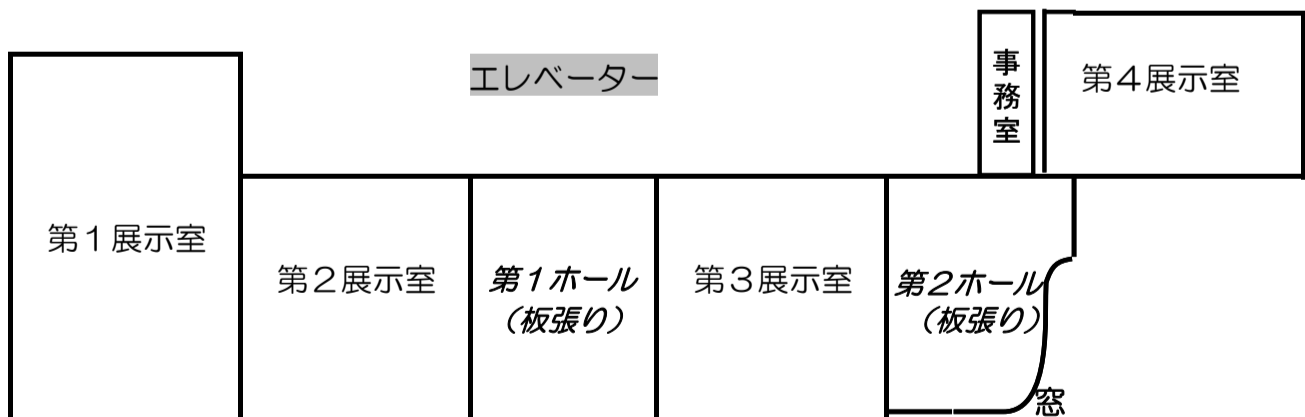 エレベーター
事務室
第4展示室
第1展示室
第2展示室
第1ホール
（板張り）
第3展示室
第2ホール
（板張り）
窓